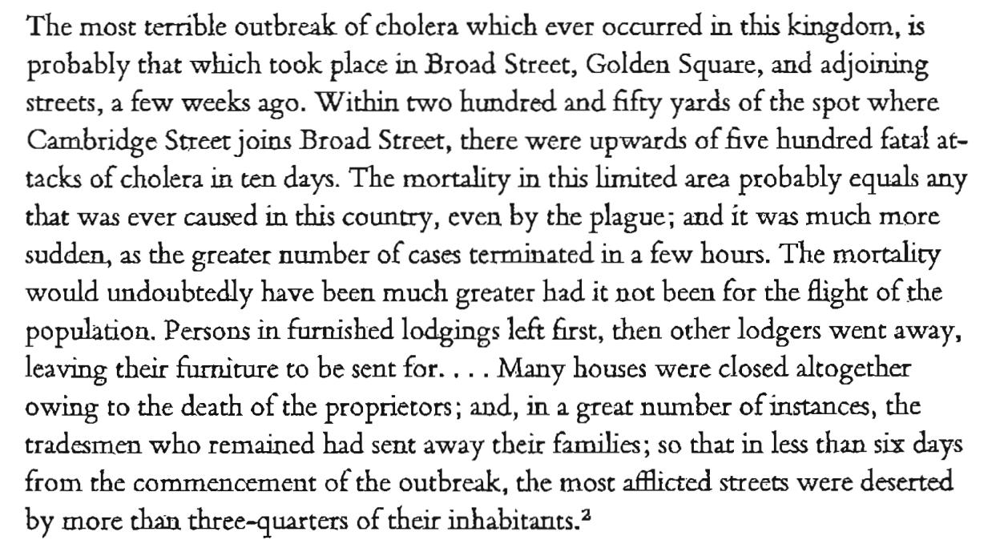 The most terrible outbreak of cholera which ever occurred in this kingdom, is
probably that which took place in Broad Street, Golden Square, and adjoining
streets, a few weeks ago. Within two hundred and fifty yards of the spot where
Cambridge Street joins Broad Street, there were upwards of five hundred fatal at-
tacks of cholera in ten days. The mortality in this limited area probably equals any
that was ever caused in this country, even by the plague; and it was much more
sudden, as the greater number of cases terminated in a few hours. The mortality
would undoubtedly have been much greater had it not been for the flight of the
population. Persons in furnished lodgings left first, then other lodgers went away,
leaving their furniture to be sent for. . . . Many houses were closed altogether
owing to the death of the proprietors; and, in a great number of instances, the
tradesmen who remained had sent away their families; so that in less than six days
from the commencement of the outbreak, the most afflicted streets were deserted
by more than three-quarters of their inhabitants.²